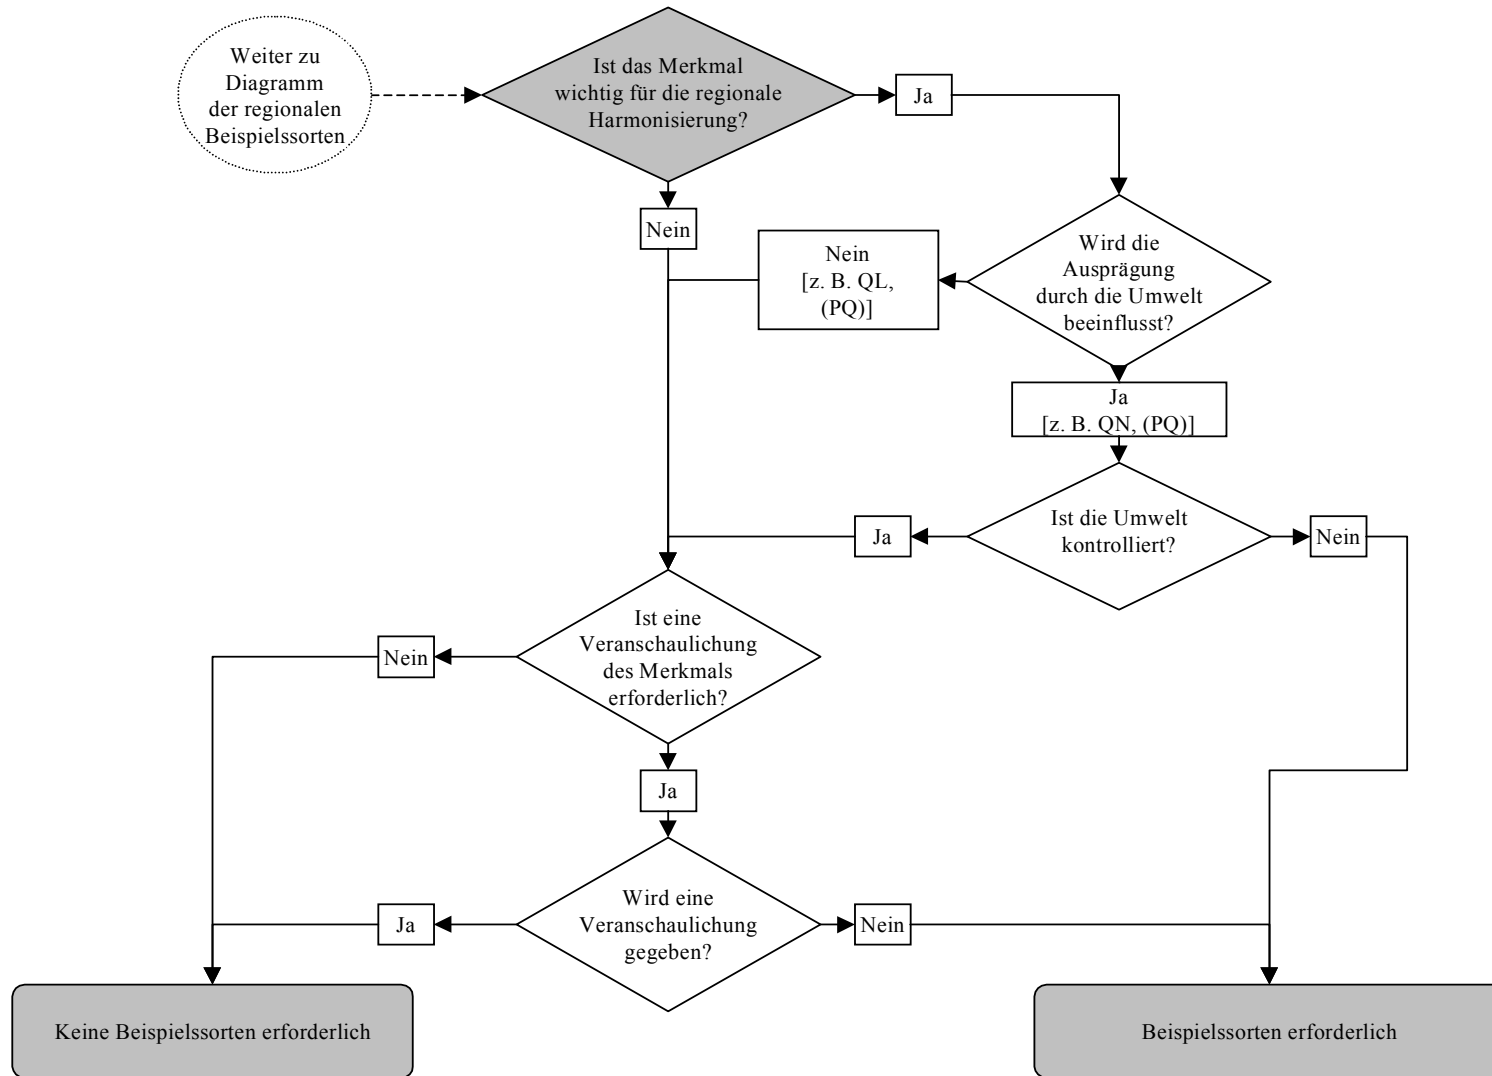 Weiter zu
Diagramm
der regionalen
Beispielssorten
Ist das Merkmal
wichtig für die regionale
Harmonisierung?
Ja
Nein
Wird die
Ausprägung
durch die Umwelt
beeinflusst?
Nein
[z. B. QL,
(PQ)]
Ja
[z. B. QN, (PQ)]
Ist die Umwelt
kontrolliert?
Ja
Nein
Ist eine
Veranschaulichung
des Merkmals
erforderlich?
Nein
Ja
Wird eine
Veranschaulichung
gegeben?
Ja
Nein
Keine Beispielssorten erforderlich
Beispielssorten erforderlich